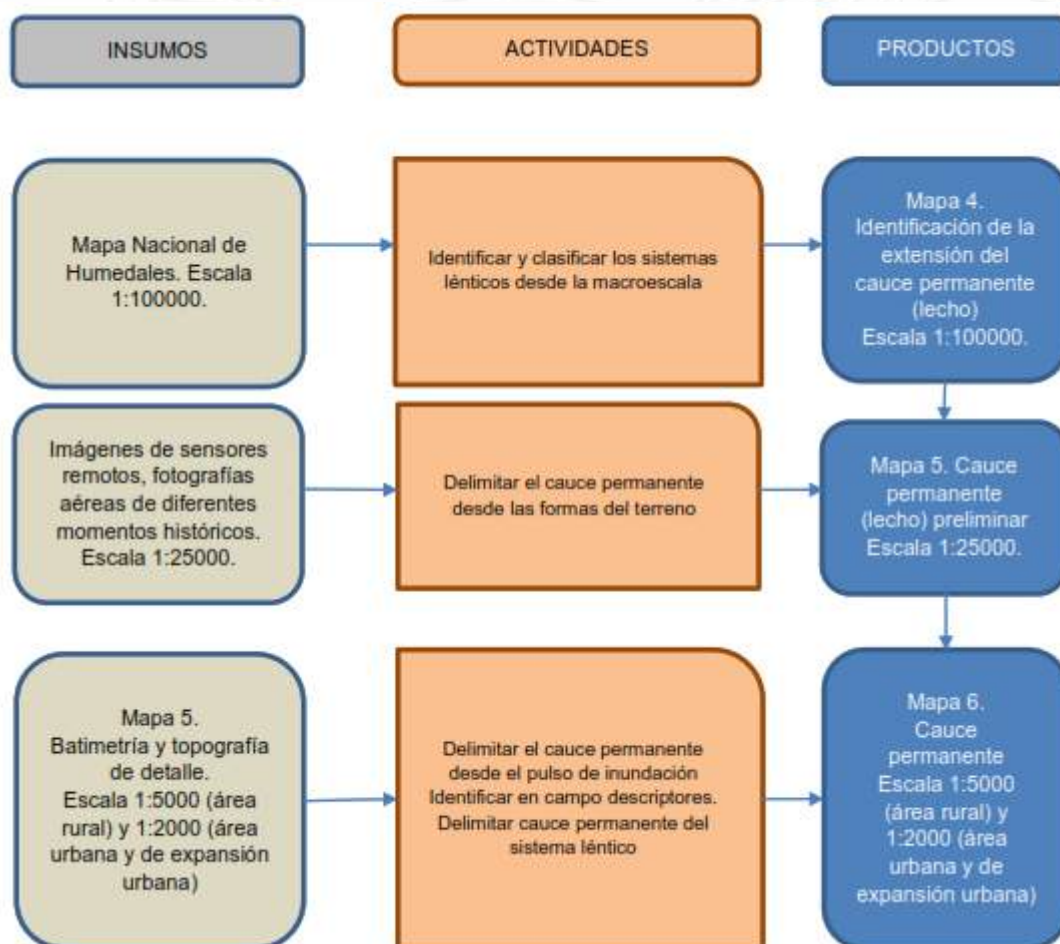 INSUMOS
ACTIVIDADES
PRODUCTOS
Mapa Nacional de
Humedales. Escala
1:100000.
Identificar y clasificar los sistemas
lénticos desde la macroescala
Mapa 4.
Identificación de la
extensión del
cauce permanente
(lecho)
Escala 1:100000.
Imágenes de sensores
remotos, fotografías
aéreas de diferentes
momentos históricos.
Escala 1:25000.
Delimitar el cauce permanente
desde las formas del terreno
Mapa 5. Cauce
permanente
(lecho) preliminar
Escala 1:25000.
Mapa 5.
Batimetría y topografía
de detalle.
Escala 1:5000 (área
rural) y 1:2000 (área
urbana y de expansión
urbana)
Delimitar el cauce permanente
desde el pulso de inundación
Identificar en campo descriptores.
Delimitar cauce permanente del
sistema léntico
Mapa 6.
Cauce
permanente
Escala 1:5000
(área rural) y
1:2000 (área
urbana y de
expansión urbana)